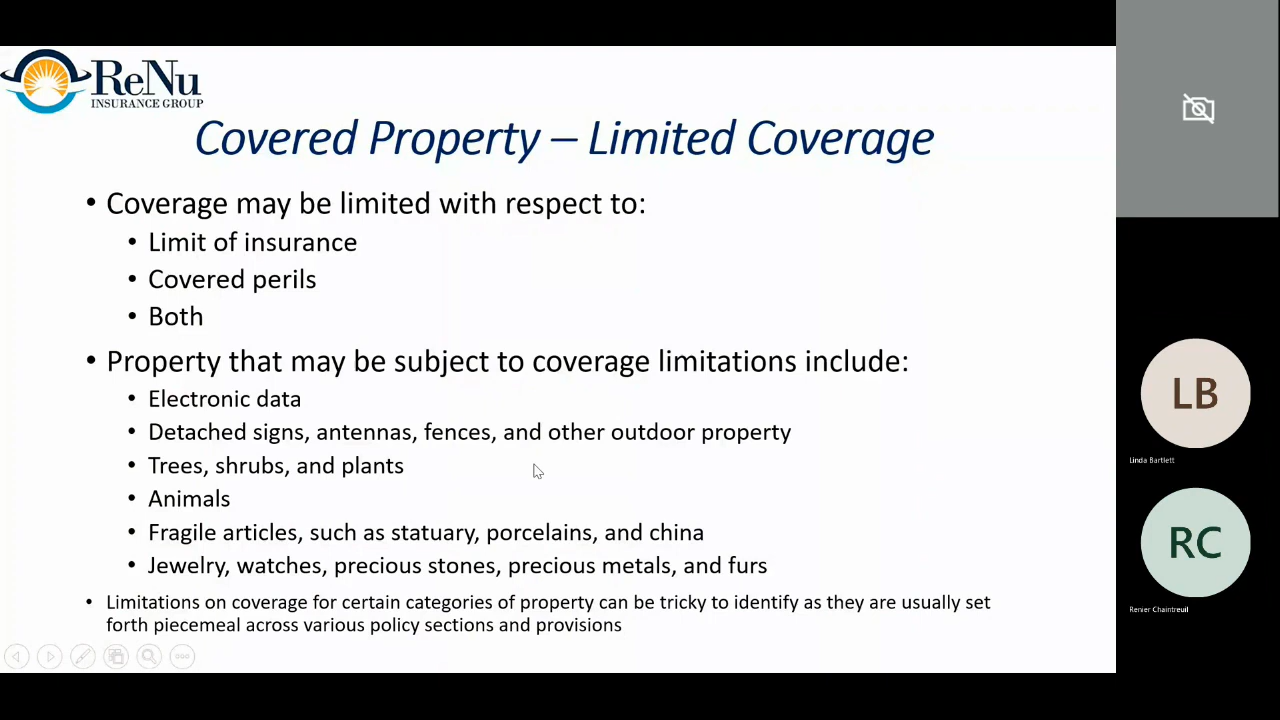 ReNu
INSURANCE GROUP
Covered Property – Limited Coverage
• Coverage may be limited with respect to:
• Limit of insurance
• Covered perils
• Both
• Property that may be subject to coverage limitations include:
• Electronic data
• Detached signs, antennas, fences, and other outdoor property
• Trees, shrubs, and plants
• Animals
• Fragile articles, such as statuary, porcelains, and china
• Jewelry, watches, precious stones, precious metals, and furs
• Limitations on coverage for certain categories of property can be tricky to identify as they are usually set
forth piecemeal across various policy sections and provisions
LB
Linda Bartlett
RC
Renier Chaintreuil